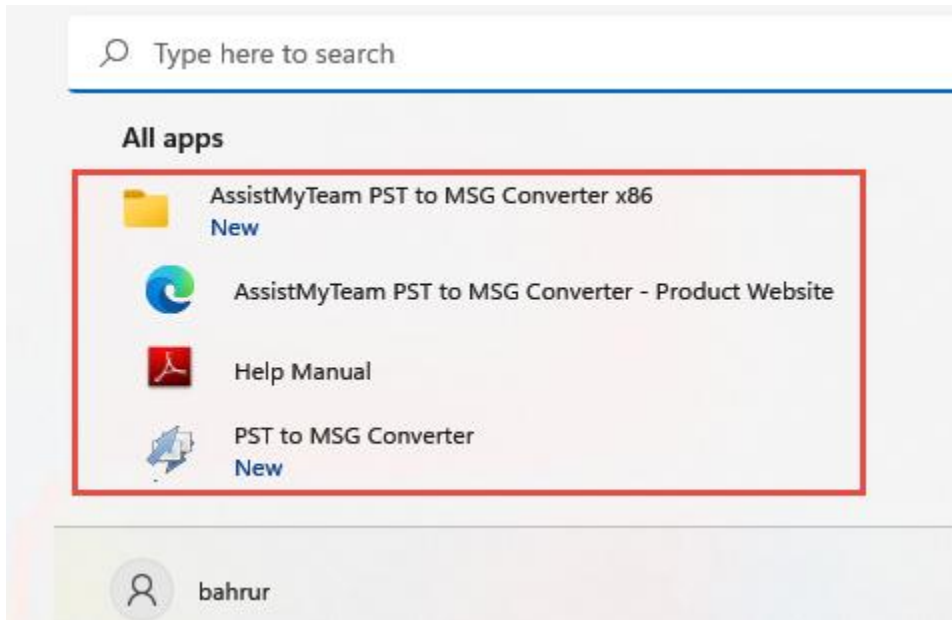 Type here to search
All apps
AssistMyTeam PST to MSG Converter x86
New
AssistMyTeam PST to MSG Converter - Product Website
Help Manual
PST to MSG Converter
New
bahrur